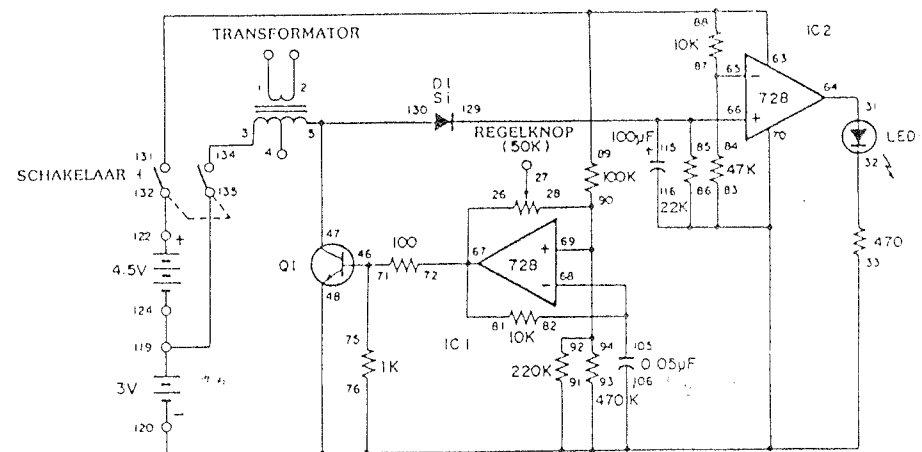 88
IC2
TRANSFORMATOR
10K
63
87
65
−
64
1
2
D1
Si
728
130
129
66
+
31
3
5
REGELKNOP
(50K)
100µF
115
70
LED
131
134
4
89
85
84
32
SCHAKELAAR
27
100K
47K
132
135
116
86
83
26
28
90
22K
122
+
47
100
67
+
69
470
4.5V
Q1
46
728
33
71
72
68
−
48
124
81
82
105
119
75
IC1
10K
92
94
0.05µF
1K
220K
106
3V
76
91
93
470K
120
−